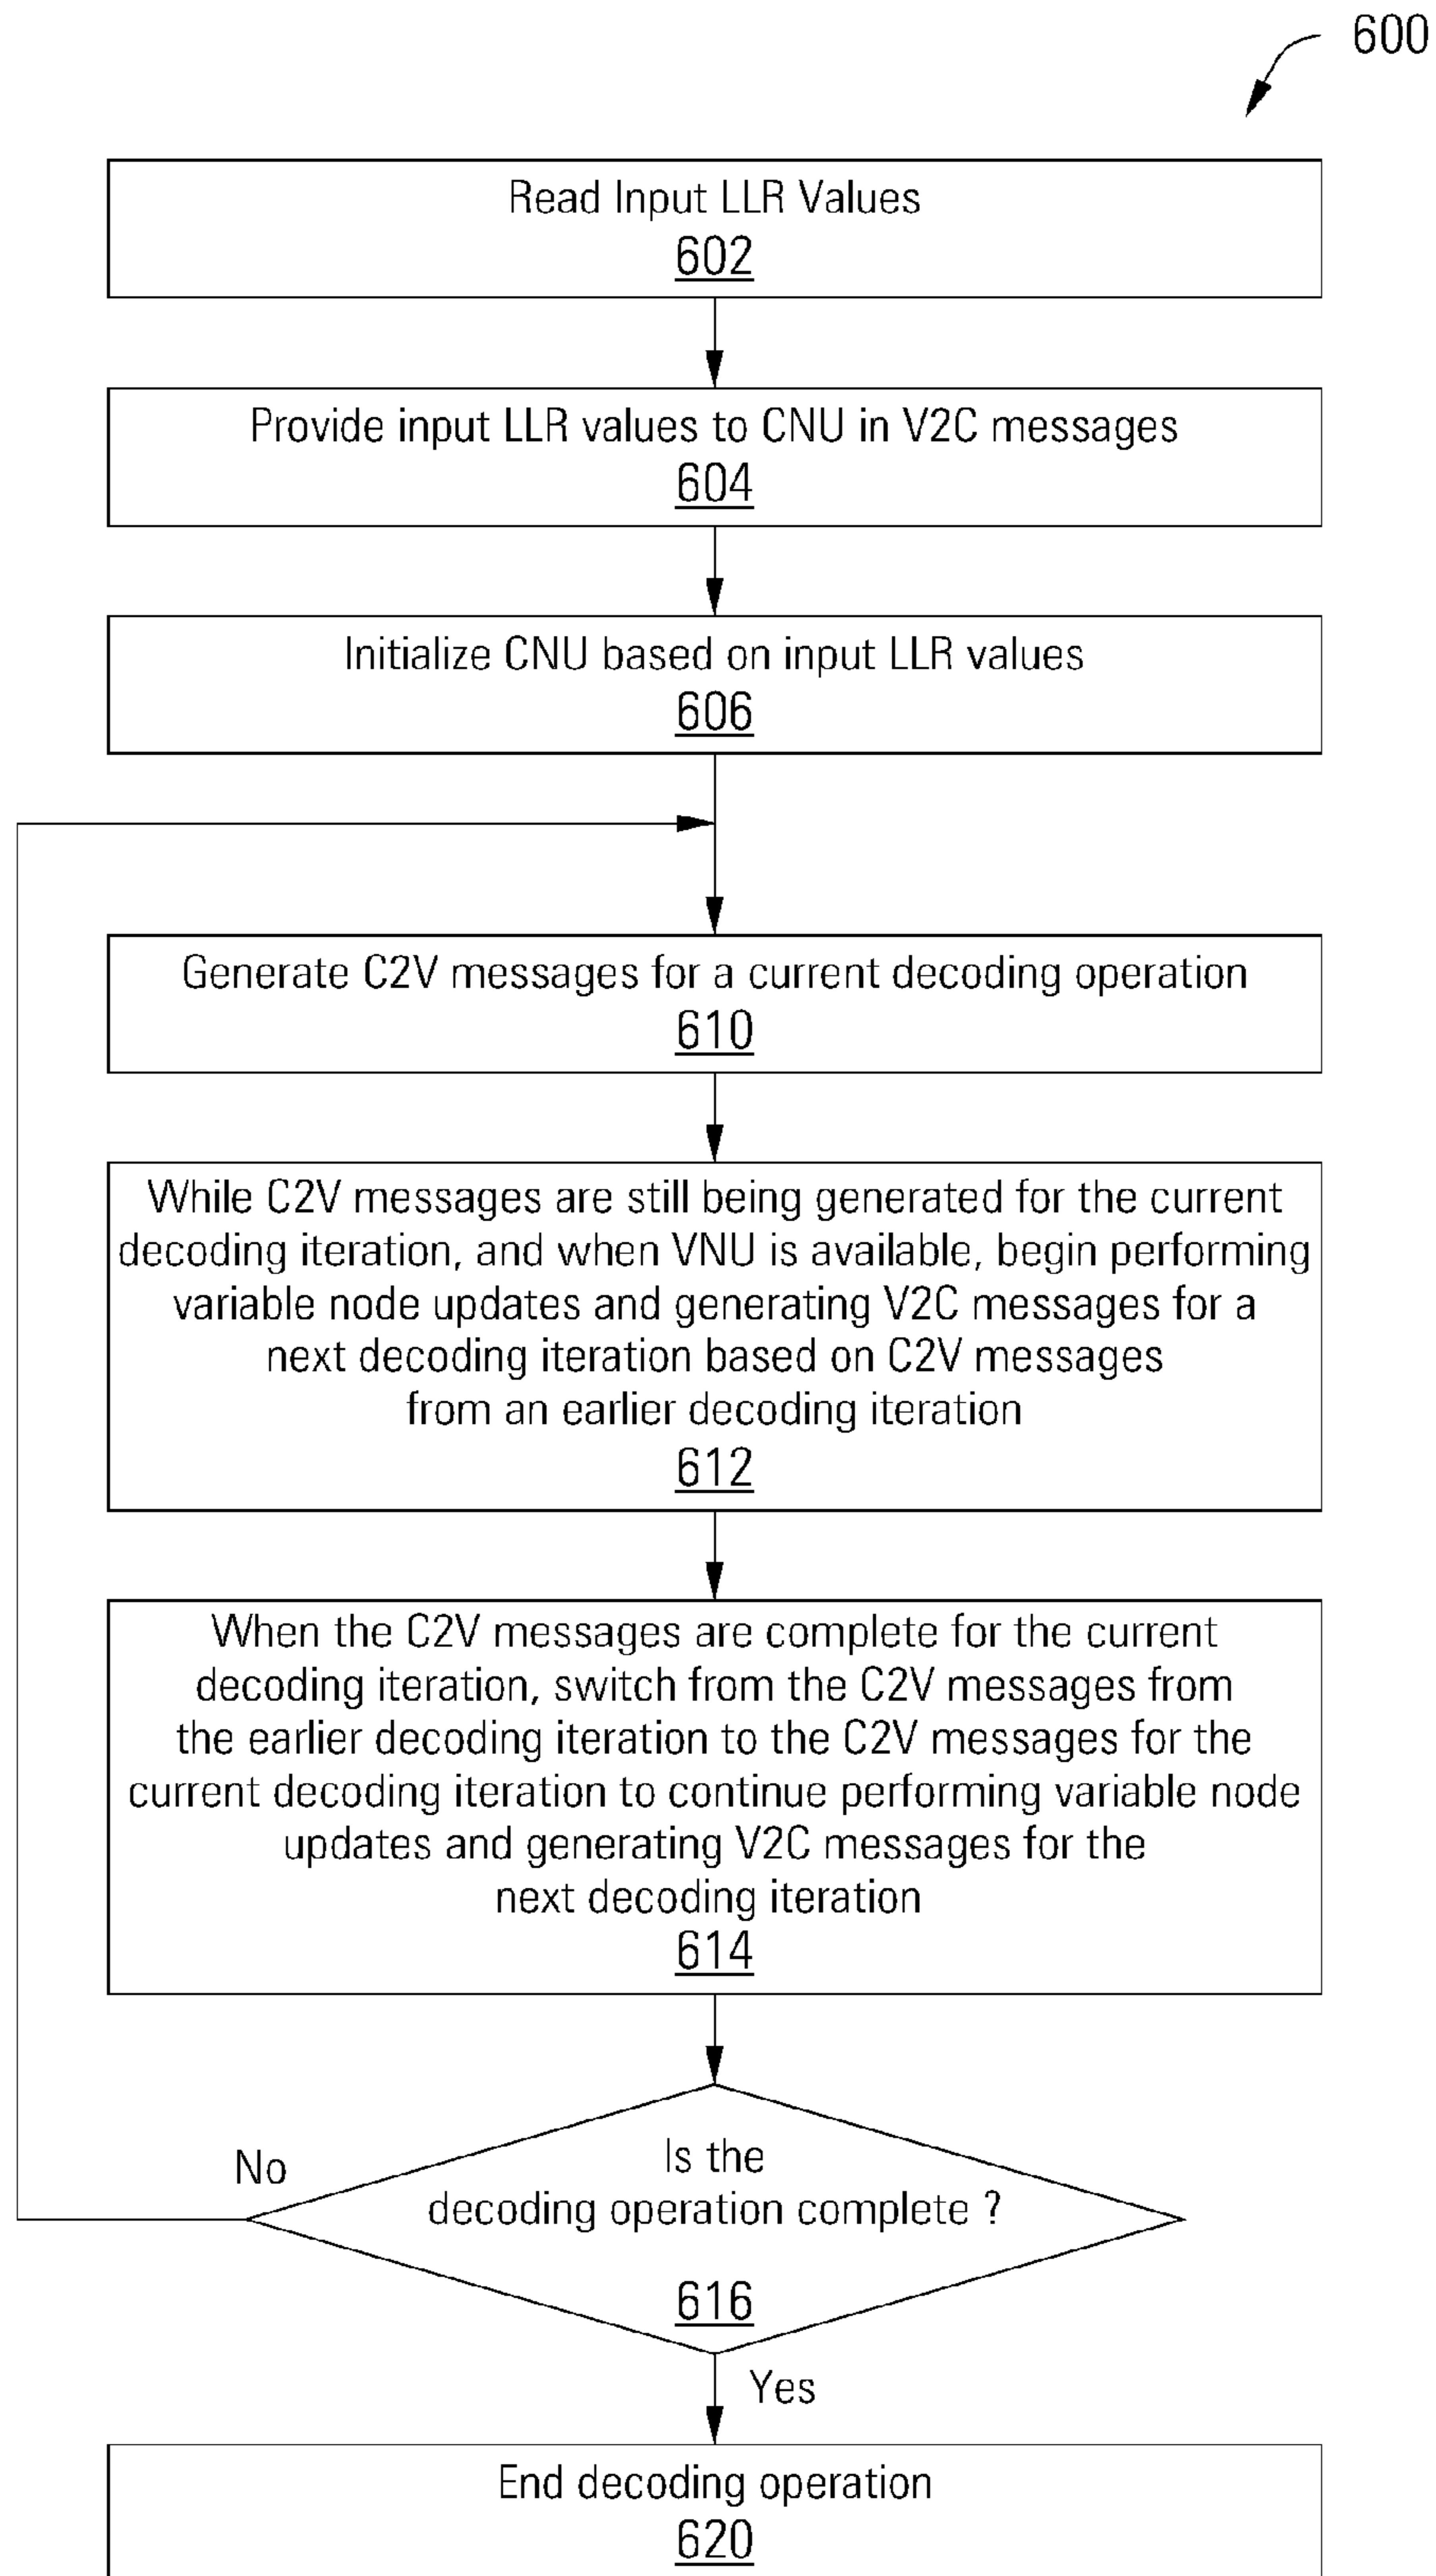 600
Read Input LLR Values
602
Provide input LLR values to CNU in V2C messages
604
Initialize CNU based on input LLR values
606
Generate C2V messages for a current decoding operation
610
While C2V messages are still being generated for the current
decoding iteration, and when VNU is available, begin performing
variable node updates and generating V2C messages for a
next decoding iteration based on C2V messages
from an earlier decoding iteration
612
When the C2V messages are complete for the current
decoding iteration, switch from the C2V messages from
the earlier decoding iteration to the C2V messages for the
current decoding iteration to continue performing variable node
updates and generating V2C messages for the
next decoding iteration
614
No
Is the
decoding operation complete ?
616
Yes
End decoding operation
620